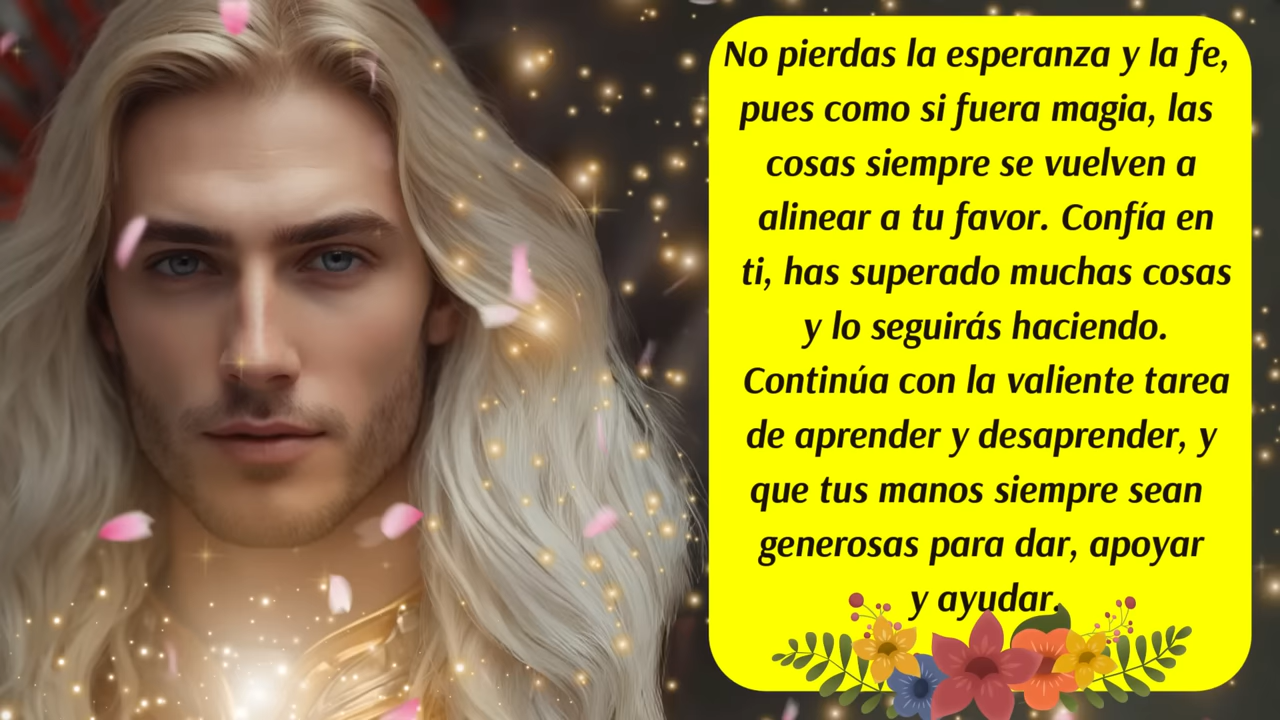 No pierdas la esperanza y la fe,
pues como si fuera magia, las
cosas siempre se vuelven a
alinear a tu favor. Confía en
ti, has superado muchas cosas
y lo seguirás haciendo.
Continúa con la valiente tarea
de aprender y desaprender, y
que tus manos siempre sean
generosas para dar, apoyar
y ayudar.